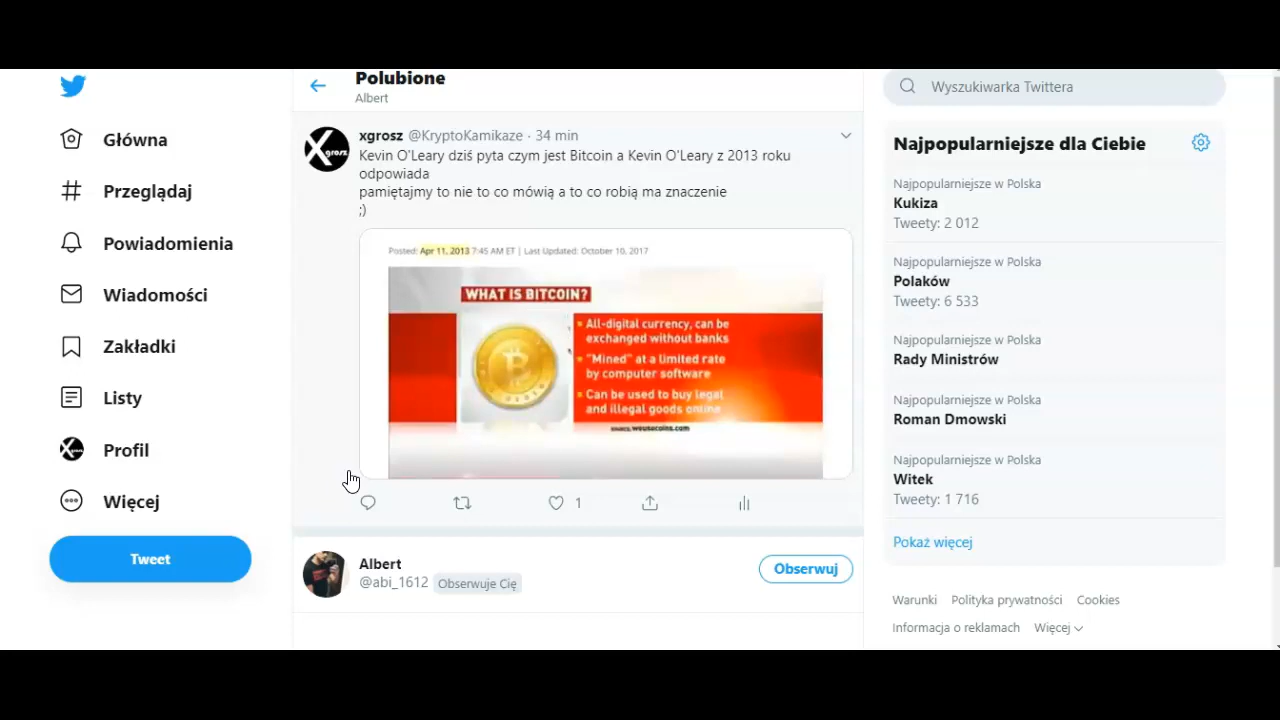 Główna
Przeglądaj
Powiadomienia
Wiadomości
Zakładki
Listy
Profil
Więcej
Tweet
Polubione
Albert
xgrosz @KryptoKamikaze · 34 min
Kevin O'Leary dziś pyta czym jest Bitcoin a Kevin O'Leary z 2013 roku
odpowiada
pamiętajmy to nie to co mówią a to co robią ma znaczenie
;)
Posted: Apr 11, 2013 7:45 AM ET | Last Updated: October 10, 2017
WHAT IS BITCOIN?
All-digital currency, can be
exchanged without banks
"Mined" at a limited rate
by computer software
Can be used to buy legal
and illegal goods online
SOURCE: weusecoins.com
1
Albert
@abi_1612 Obserwuje Cię
Obserwuj
Wyszukiwarka Twittera
Najpopularniejsze dla Ciebie
Najpopularniejsze w Polska
Kukiza
Tweety: 2 012
Najpopularniejsze w Polska
Polaków
Tweety: 6 533
Najpopularniejsze w Polska
Rady Ministrów
Najpopularniejsze w Polska
Roman Dmowski
Najpopularniejsze w Polska
Witek
Tweety: 1 716
Pokaż więcej
Warunki Polityka prywatności Cookies
Informacja o reklamach Więcej